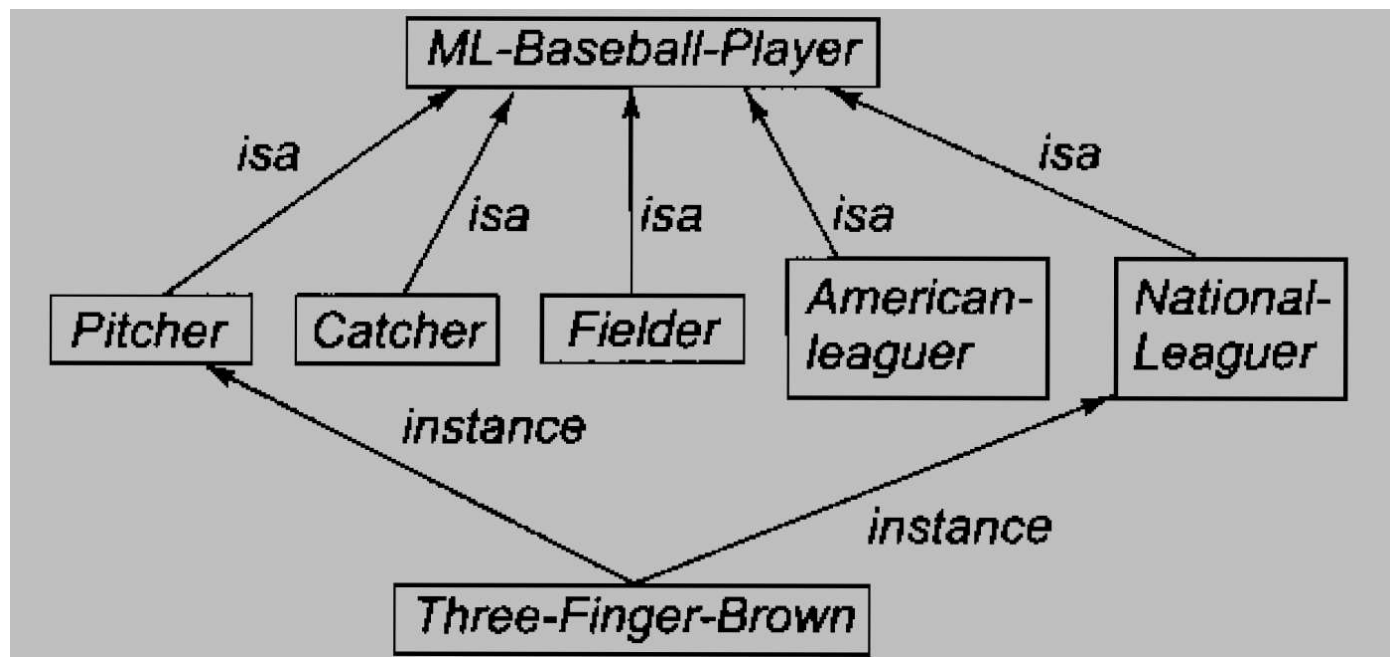 ML-Baseball-Player
isa
isa
isa
isa
isa
Pitcher
Catcher
Fielder
American-
leaguer
National-
Leaguer
instance
instance
Three-Finger-Brown